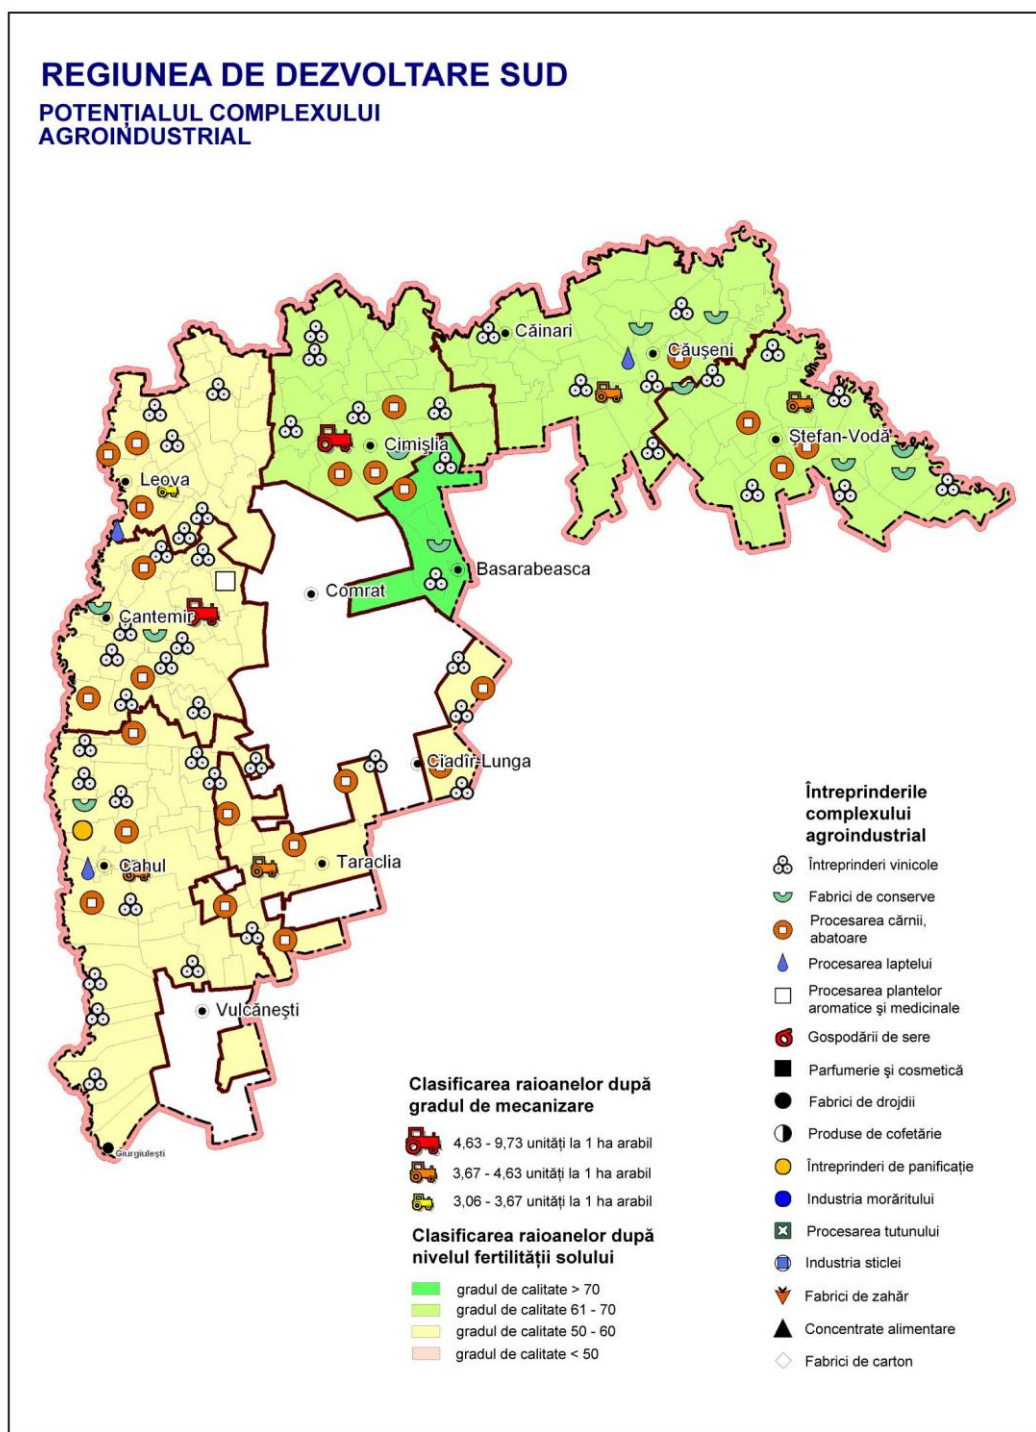 REGIUNEA DE DEZVOLTARE SUD
POTENȚIALUL COMPLEXULUI
AGROINDUSTRIAL
Căinari
Căușeni
Cimișlia
Ștefan-Vodă
Leova
Basarabeasca
Comrat
Cantemir
Ciadîr-Lunga
Cahul
Taraclia
Vulcănești
Giurgiulești
Întreprinderile
complexului
agroindustrial
Întreprinderi vinicole
Fabrici de conserve
Procesarea cărnii,
abatoare
Procesarea laptelui
Procesarea plantelor
aromatice și medicinale
Gospodării de sere
Parfumerie și cosmetică
Fabrici de drojdii
Produse de cofetărie
Întreprinderi de panificație
Industria morăritului
Procesarea tutunului
Industria sticlei
Fabrici de zahăr
Concentrate alimentare
Fabrici de carton
Clasificarea raioanelor după
gradul de mecanizare
4,63 - 9,73 unități la 1 ha arabil
3,67 - 4,63 unități la 1 ha arabil
3,06 - 3,67 unități la 1 ha arabil
Clasificarea raioanelor după
nivelul fertilității solului
gradul de calitate > 70
gradul de calitate 61 - 70
gradul de calitate 50 - 60
gradul de calitate < 50